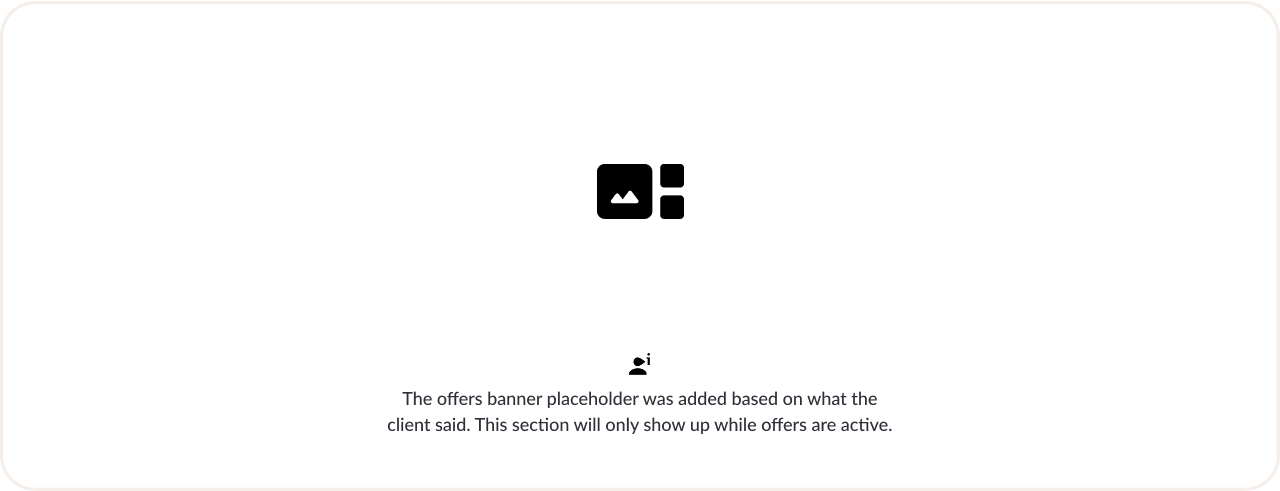 The offers banner placeholder was added based on what the
client said. This section will only show up while offers are active.